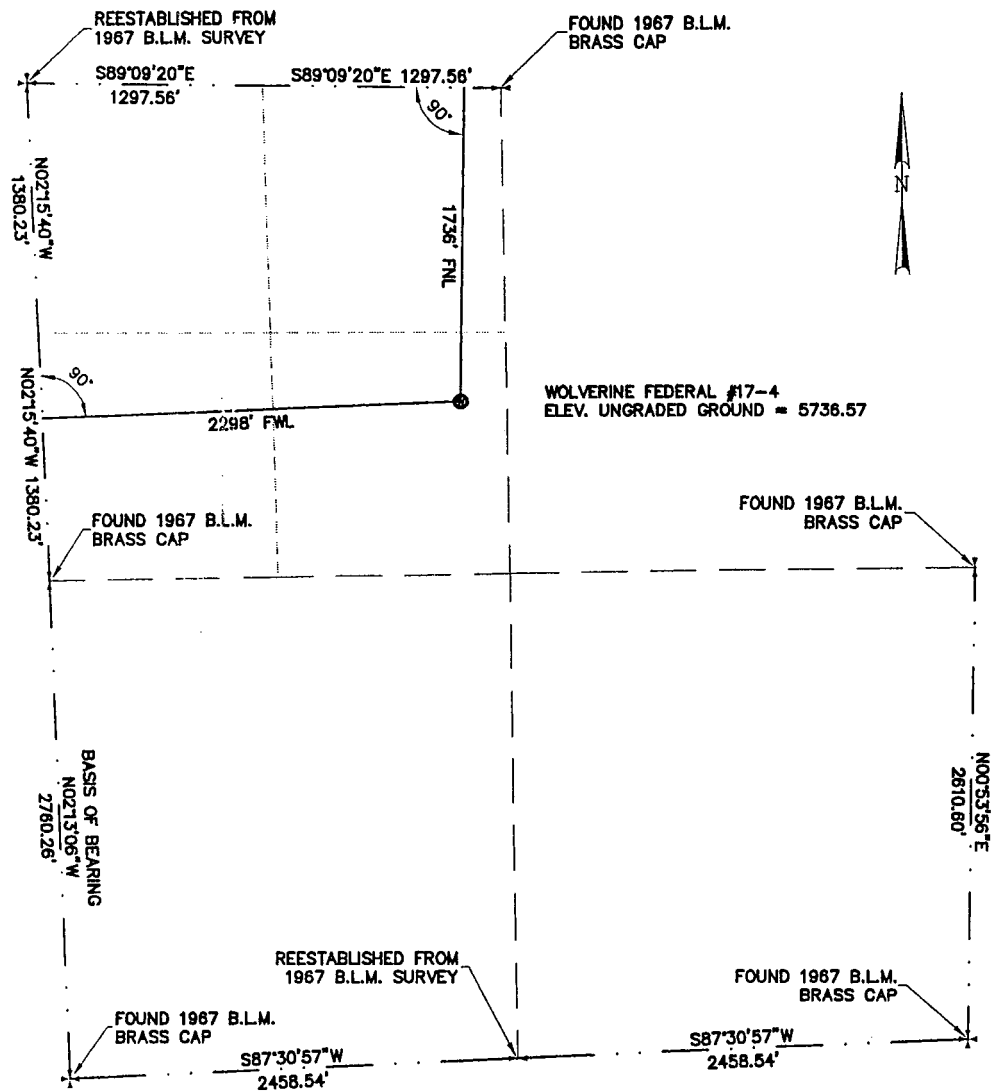 REESTABLISHED FROM
1967 B.L.M. SURVEY
FOUND 1967 B.L.M.
BRASS CAP
S89°09'20"E
1297.56'
S89°09'20"E 1297.56'
90°
N
N02°15'40"W
1380.23'
1736' FNL
90°
N02°15'40"W 1380.23'
2298' FWL
WOLVERINE FEDERAL #17-4
ELEV. UNGRADED GROUND = 5736.57
FOUND 1967 B.L.M.
BRASS CAP
FOUND 1967 B.L.M.
BRASS CAP
BASIS OF BEARING
N02°13'06"W
2760.26'
N00°53'56"E
2610.60'
REESTABLISHED FROM
1967 B.L.M. SURVEY
FOUND 1967 B.L.M.
BRASS CAP
FOUND 1967 B.L.M.
BRASS CAP
S87°30'57"W
2458.54'
S87°30'57"W
2458.54'